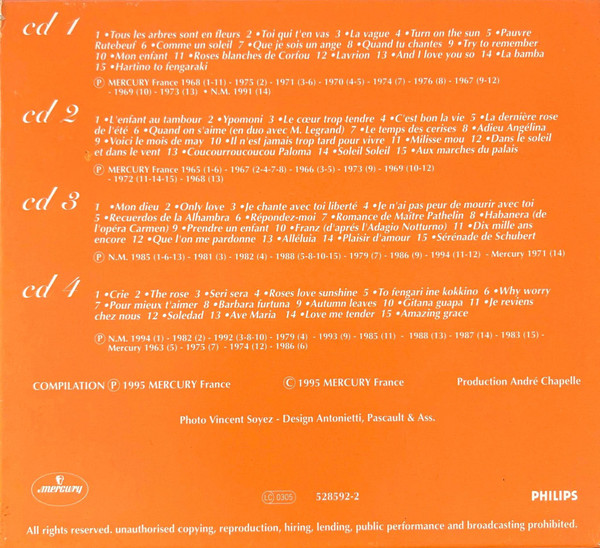 cd 1
1 •Tous les arbres sont en fleurs 2 •Toi qui t'en vas 3 •La vague 4 •Turn on the sun 5 •Pauvre
Rutebeuf 6 •Comme un soleil 7 •Que je sois un ange 8 •Quand tu chantes 9 •Try to remember
10 •Mon enfant 11 •Roses blanches de Corfou 12 •Lavrion 13 •And I love you so 14 •La bamba
15 •Hartino to fengaraki
Ⓟ MERCURY France 1968 (1-11) - 1975 (2) - 1971 (3-6) - 1970 (4-5) - 1974 (7) - 1976 (8) - 1967 (9-12)
- 1969 (10) - 1973 (13) • N.M. 1991 (14)
cd 2
1 •L'enfant au tambour 2 •Ypomoni 3 •Le cœur trop tendre 4 •C'est bon la vie 5 •La dernière rose
de l'été 6 •Quand on s'aime (en duo avec M. Legrand) 7 •Le temps des cerises 8 •Adieu Angélina
9 •Voici le mois de may 10 •Il n'est jamais trop tard pour vivre 11 •Milisse mou 12 •Dans le soleil
et dans le vent 13 •Coucourroucoucou Paloma 14 •Soleil Soleil 15 •Aux marches du palais
Ⓟ MERCURY France 1965 (1-6) - 1967 (2-4-7-8) - 1966 (3-5) - 1973 (9) - 1969 (10-12)
- 1972 (11-14-15) - 1968 (13)
cd 3
1 •Mon dieu 2 •Only love 3 •Je chante avec toi liberté 4 •Je n'ai pas peur de mourir avec toi
5 •Recuerdos de la Alhambra 6 •Répondez-moi 7 •Romance de Maître Pathelin 8 •Habanera (de
l'opéra Carmen) 9 •Prendre un enfant 10 •Franz (d'après l'Adagio Notturno) 11 •Dix mille ans
encore 12 •Que l'on me pardonne 13 •Alléluia 14 •Plaisir d'amour 15 •Sérénade de Schubert
Ⓟ N.M. 1985 (1-6-13) - 1981 (3) - 1982 (4) - 1988 (5-8-10-15) - 1979 (7) - 1986 (9) - 1994 (11-12) - Mercury 1971 (14)
cd 4
1 •Crie 2 •The rose 3 •Seri sera 4 •Roses love sunshine 5 •To fengari ine kokkino 6 •Why worry
7 •Pour mieux t'aimer 8 •Barbara furtuna 9 •Autumn leaves 10 •Gitana guapa 11 •Je reviens
chez nous 12 •Soledad 13 •Ave Maria 14 •Love me tender 15 •Amazing grace
Ⓟ N.M. 1994 (1) - 1982 (2) - 1992 (3-8-10) - 1979 (4) - 1993 (9) - 1985 (11) - 1988 (13) - 1987 (14) - 1983 (15) -
Mercury 1963 (5) - 1975 (7) - 1974 (12) - 1986 (6)
COMPILATION Ⓟ 1995 MERCURY France © 1995 MERCURY France Production André Chapelle
Photo Vincent Soyez - Design Antonietti, Pascault & Ass.
mercury LC 0305 528592-2 PHILIPS
All rights reserved. unauthorised copying, reproduction, hiring, lending, public performance and broadcasting prohibited.